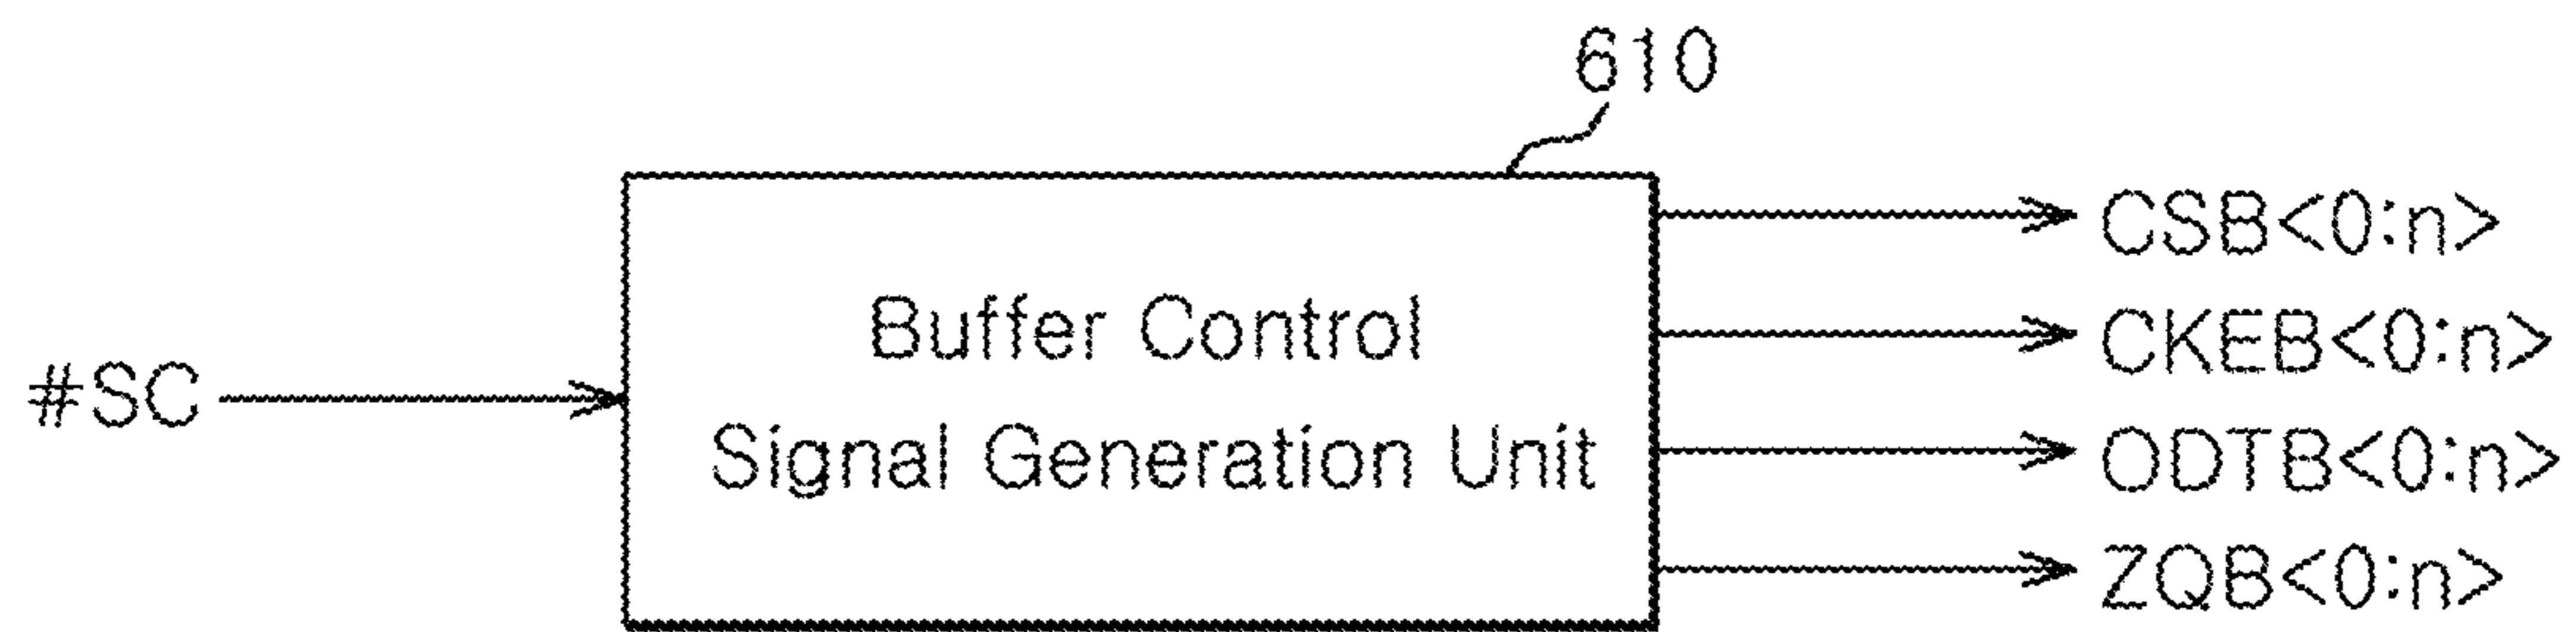 610
CSB<0:n>
Buffer Control
CKEB<0:n>
#SC
Signal Generation Unit
ODTB<0:n>
ZQB<0:n>